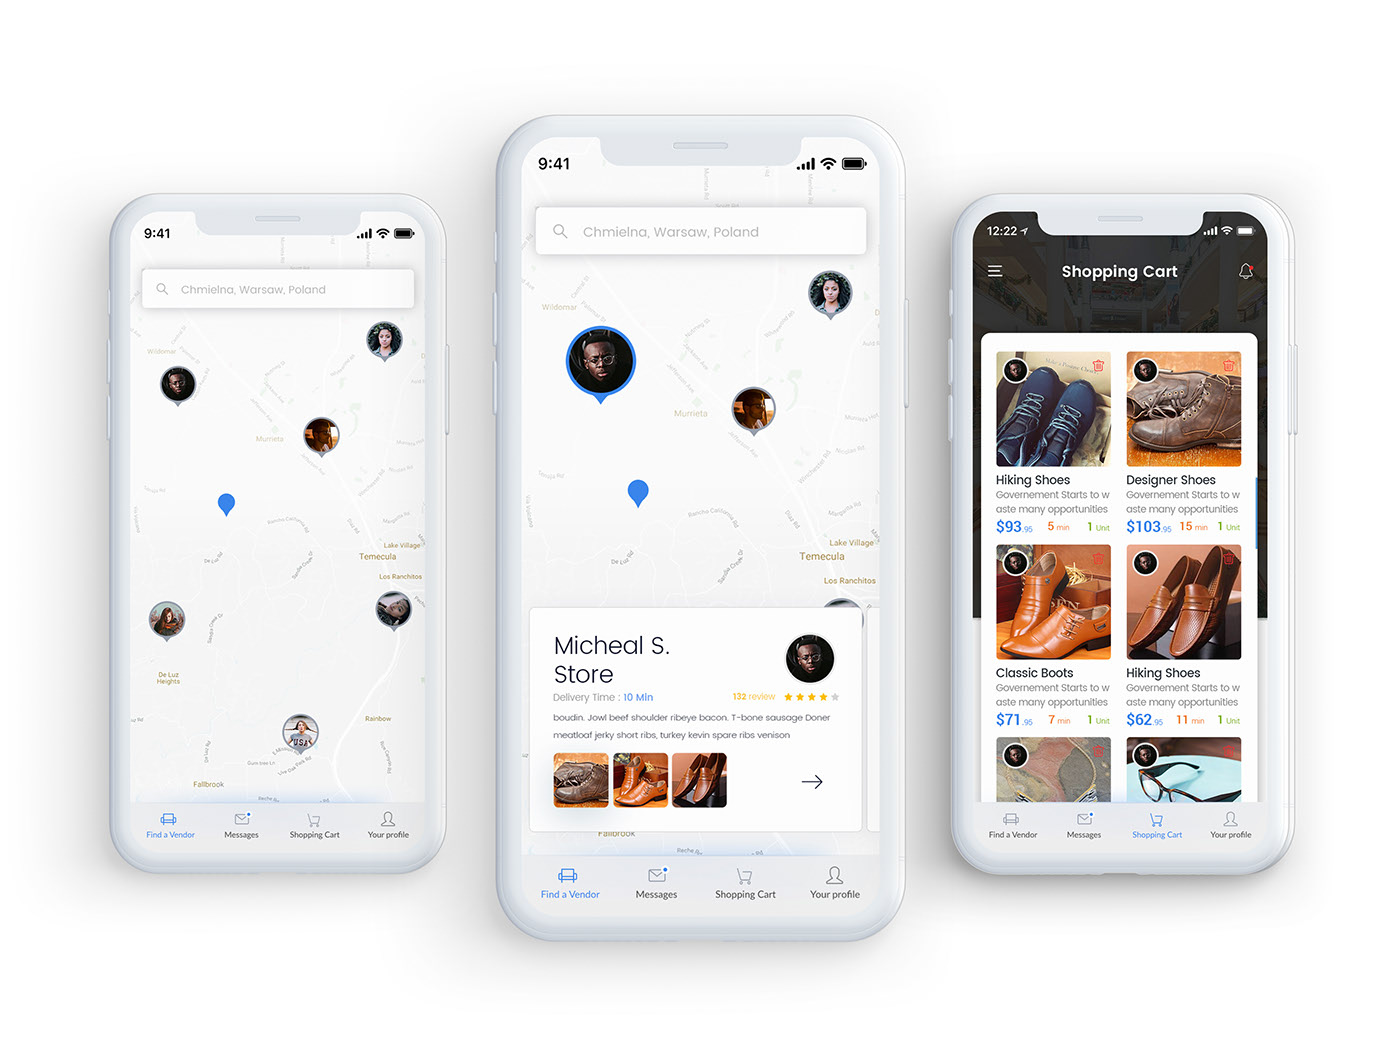 9:41
Chmielna, Warsaw, Poland
Wildomar
Murrieta
Lake Village
Temecula
Los Ranchitos
De Luz
Heights
Rainbow
Fallbrook
Find a Vendor
Messages
Shopping Cart
Your profile
9:41
Chmielna, Warsaw, Poland
Wildomar
Murrieta
Rancho California Rd
Lake Village
Temecula
Los Ranchitos
De Luz Rd
Micheal S.
Store
Delivery Time : 10 Min
132 review
boudin. Jowl beef shoulder ribeye bacon. T-bone sausage Doner
meatloaf jerky short ribs, turkey kevin spare ribs venison
Fallbrook
Find a Vendor
Messages
Shopping Cart
Your profile
12:22
Shopping Cart
Hiking Shoes
Governement Starts to w
aste many opportunities
$93.95 5 min 1 Unit
Designer Shoes
Governement Starts to w
aste many opportunities
$103.95 15 min 1 Unit
Classic Boots
Governement Starts to w
aste many opportunities
$71.95 7 min 1 Unit
Hiking Shoes
Governement Starts to w
aste many opportunities
$62.95 11 min 1 Unit
Find a Vendor
Messages
Shopping Cart
Your profile